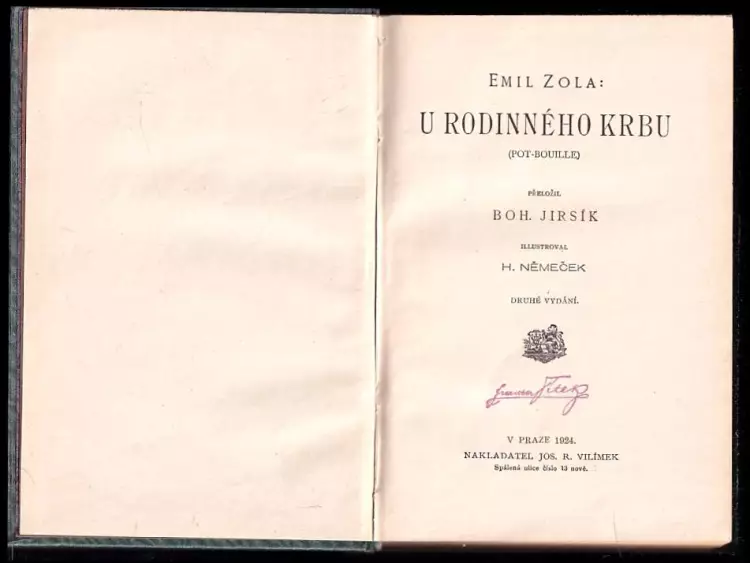 EMIL ZOLA:
U RODINNÉHO KRBU
(POT-BOUILLE)
PŘELOŽIL
BOH. JIRSÍK
ILLUSTROVAL
H. NĚMEČEK
DRUHÉ VYDÁNÍ.
V PRAZE 1924.
NAKLADATEL JOS. R. VILÍMEK
Spálená ulice číslo 13 nové.